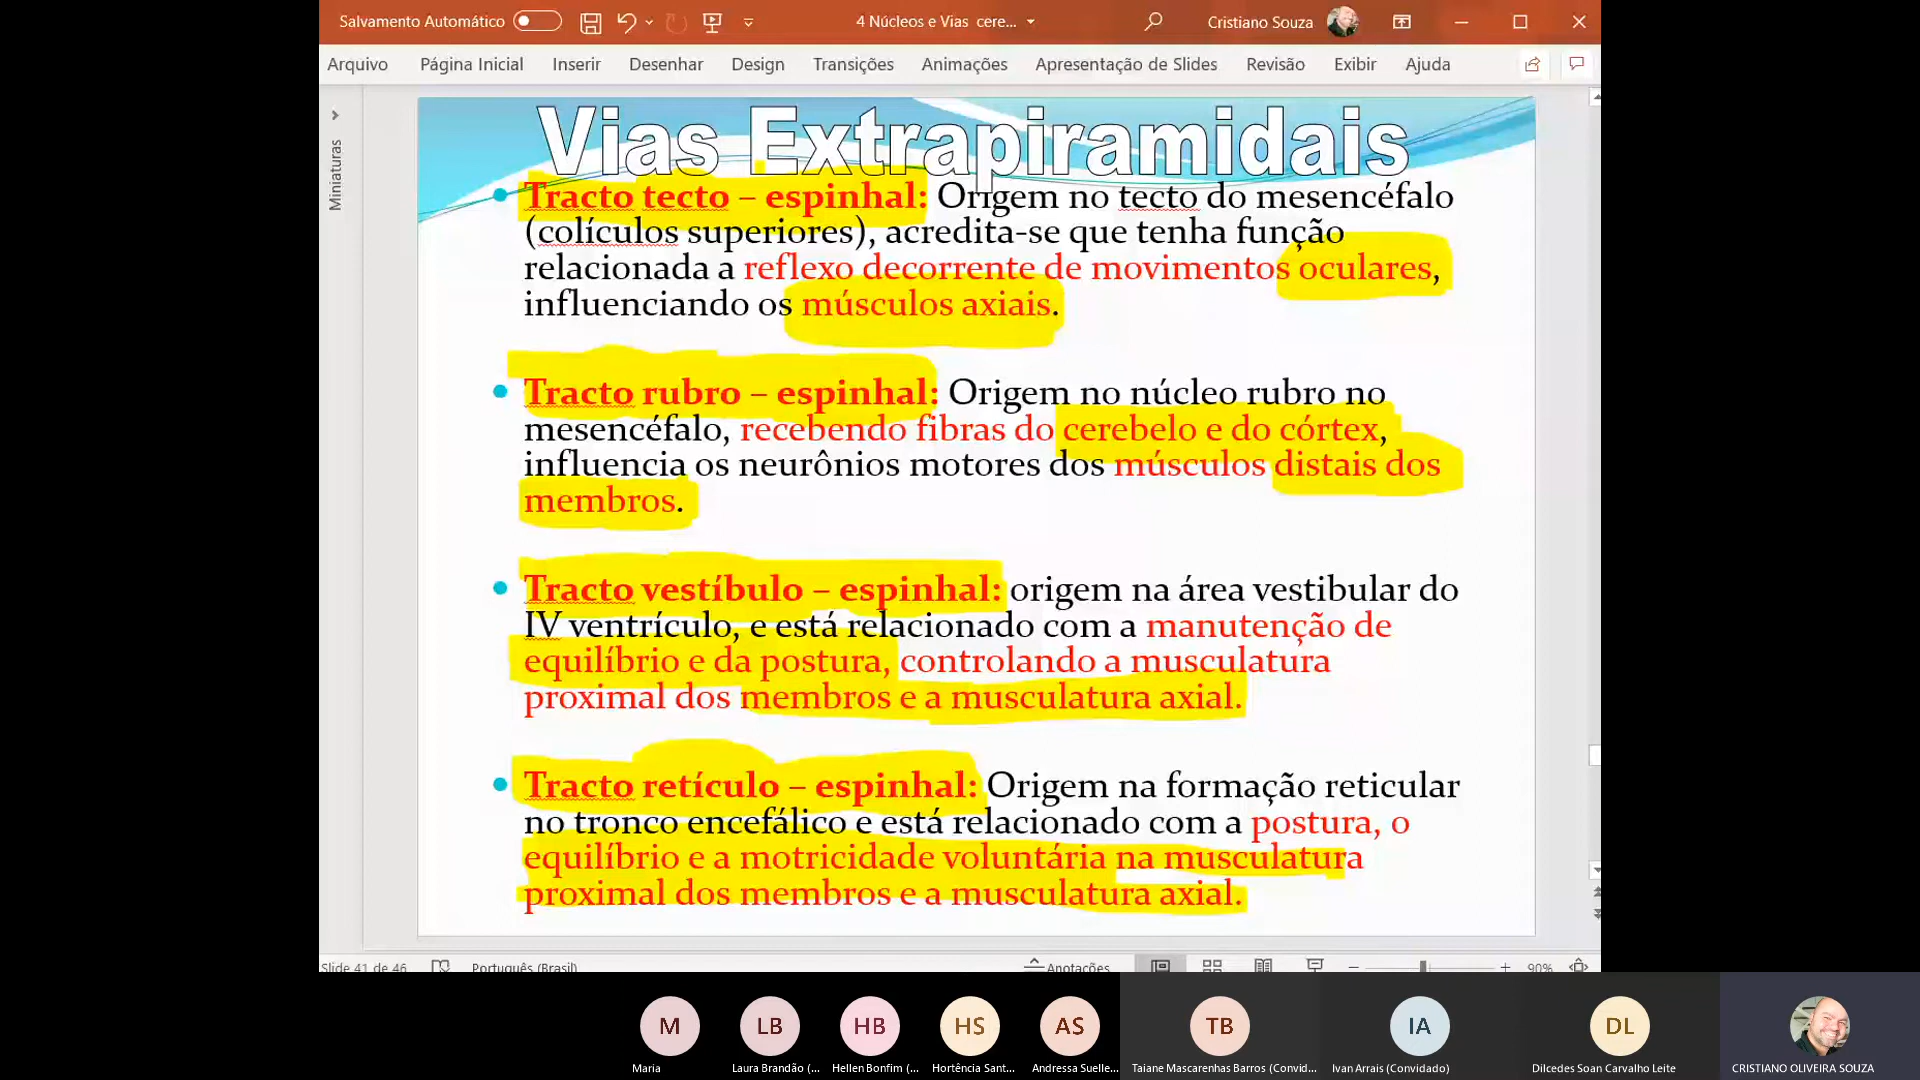 Salvamento Automático
4 Núcleos e Vias cere...
Cristiano Souza
Arquivo Página Inicial Inserir Desenhar Design Transições Animações Apresentação de Slides Revisão Exibir Ajuda
Miniaturas
Vias Extrapiramidais
• Tracto tecto – espinhal: Origem no tecto do mesencéfalo
(colículos superiores), acredita-se que tenha função
relacionada a reflexo decorrente de movimentos oculares,
influenciando os músculos axiais.
• Tracto rubro – espinhal: Origem no núcleo rubro no
mesencéfalo, recebendo fibras do cerebelo e do córtex,
influencia os neurônios motores dos músculos distais dos
membros.
• Tracto vestíbulo – espinhal: origem na área vestibular do
IV ventrículo, e está relacionado com a manutenção de
equilíbrio e da postura, controlando a musculatura
proximal dos membros e a musculatura axial.
• Tracto retículo – espinhal: Origem na formação reticular
no tronco encefálico e está relacionado com a postura, o
equilíbrio e a motricidade voluntária na musculatura
proximal dos membros e a musculatura axial.
Slide 41 de 46 Português (Brasil) Anotações 90%
M LB HB HS AS TB IA DL
Maria Laura Brandão (... Hellen Bonfim (... Hortência Sant... Andressa Suelle... Taiane Mascarenhas Barros (Convid... Ivan Arrais (Convidado) Dilcedes Soan Carvalho Leite CRISTIANO OLIVEIRA SOUZA